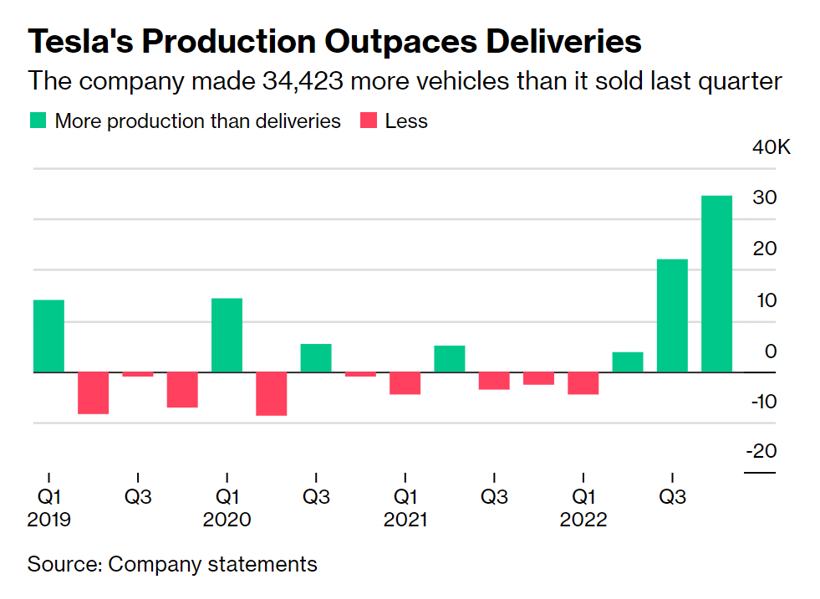 Tesla's Production Outpaces Deliveries
The company made 34,423 more vehicles than it sold last quarter
More production than deliveries Less
40K
30
20
10
0
-10
-20
Q1 Q3 Q1 Q3 Q1 Q3 Q1 Q3
2019 2020 2021 2022
Source: Company statements